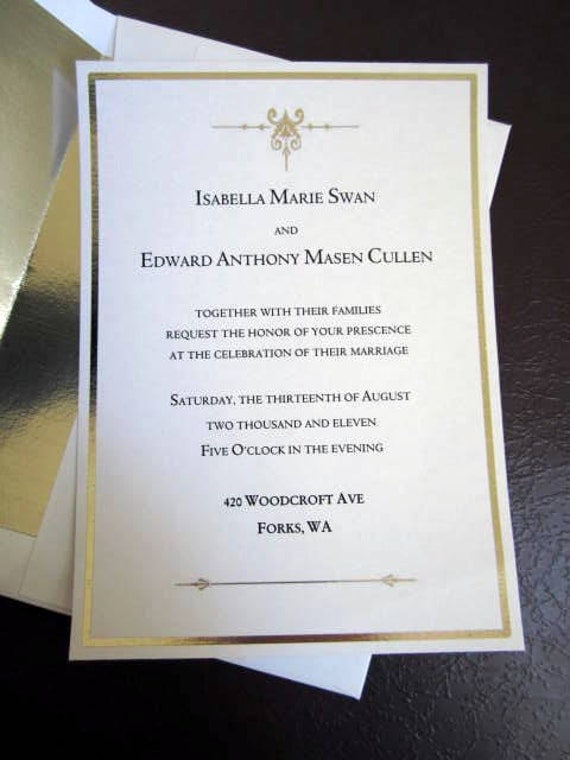 Isabella Marie Swan
and
Edward Anthony Masen Cullen
together with their families
request the honor of your prescence
at the celebration of their marriage
Saturday, the thirteenth of August
two thousand and eleven
Five O'clock in the evening
420 Woodcroft Ave
Forks, WA